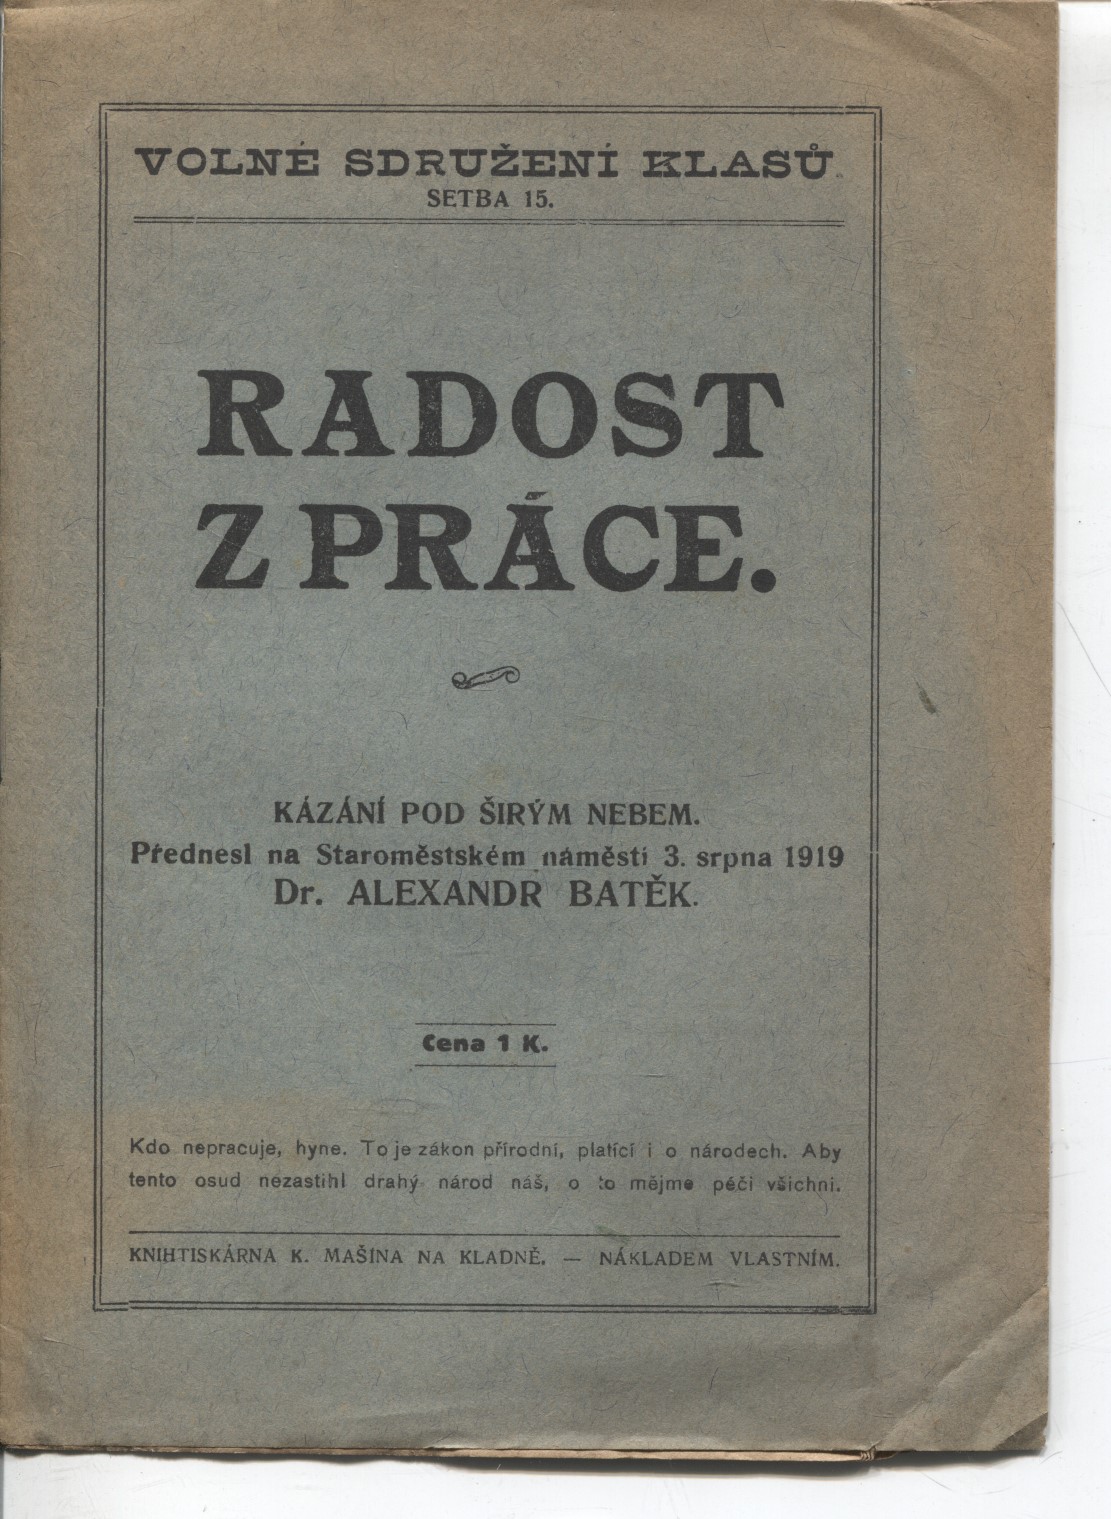 VOLNÉ SDRUŽENÍ KLASŮ.
SETBA 15.
RADOST
Z PRÁCE.
KÁZÁNÍ POD ŠIRÝM NEBEM.
Přednesl na Staroměstském náměstí 3. srpna 1919
Dr. ALEXANDR BATĚK.
Cena 1 K.
Kdo nepracuje, hyne. To je zákon přírodní, platící i o národech. Aby
tento osud nezastihl drahý národ náš, o to mějme péči všichni.
KNIHTISKÁRNA K. MAŠINA NA KLADNĚ. — NÁKLADEM VLASTNÍM.